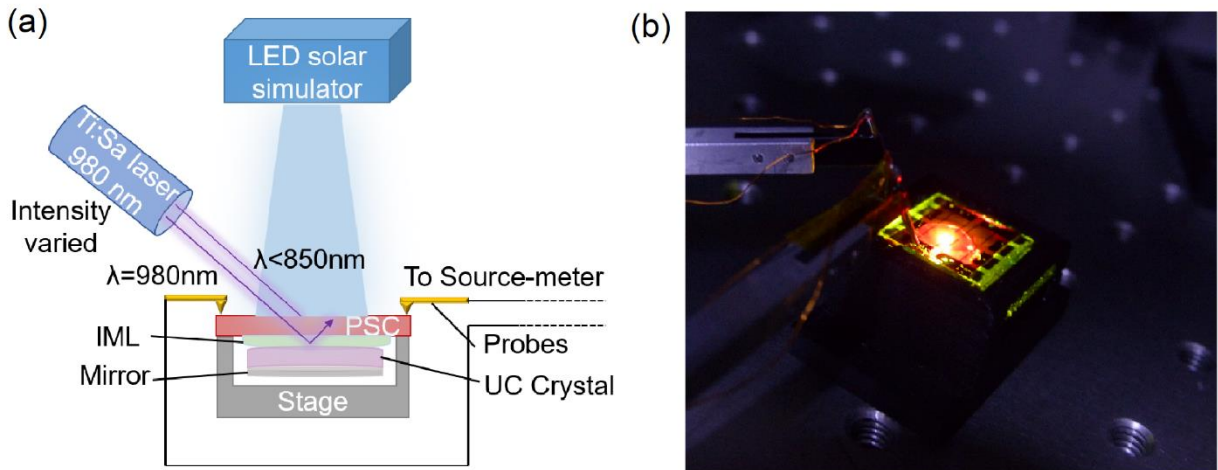 (a)
LED solar
simulator
Ti:Sa laser
980 nm
Intensity
varied
λ<850nm
λ=980nm
To Source-meter
PSC
IML
Probes
Mirror
UC Crystal
Stage
(b)